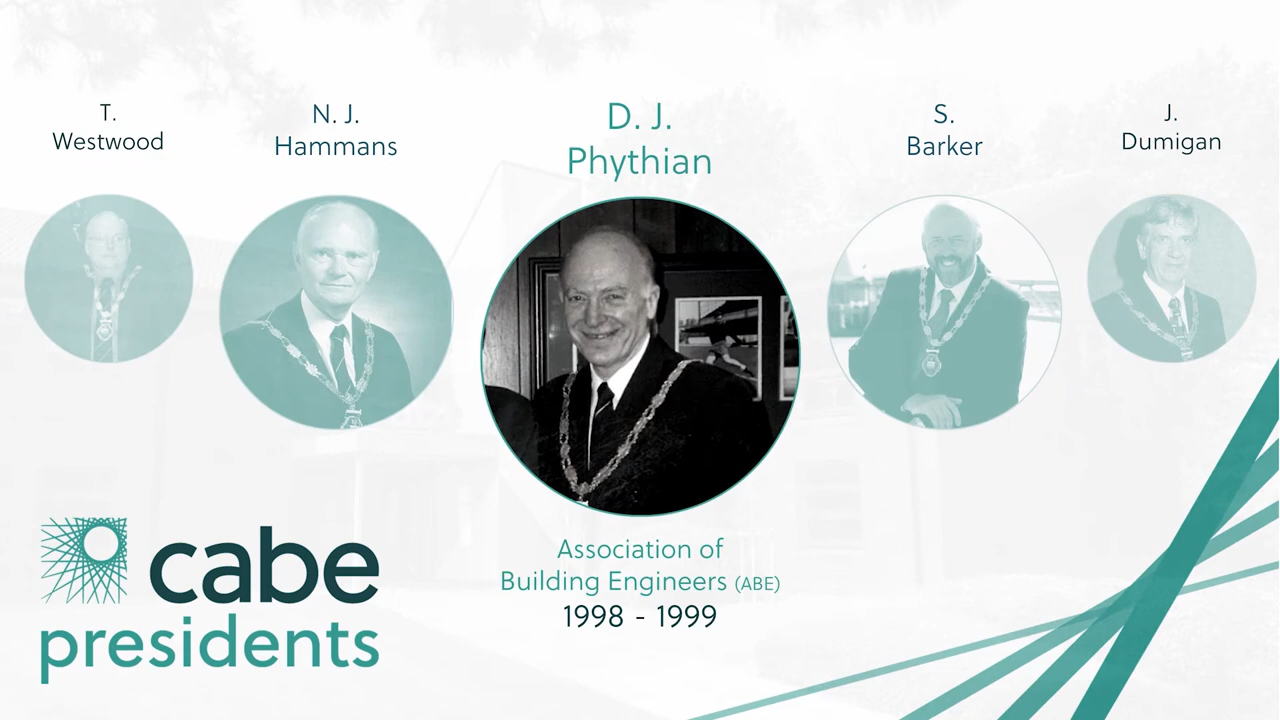 T.
Westwood
N. J.
Hammans
D. J.
Phythian
S.
Barker
J.
Dumigan
Association of
Building Engineers (ABE)
1998 - 1999
cabe
presidents